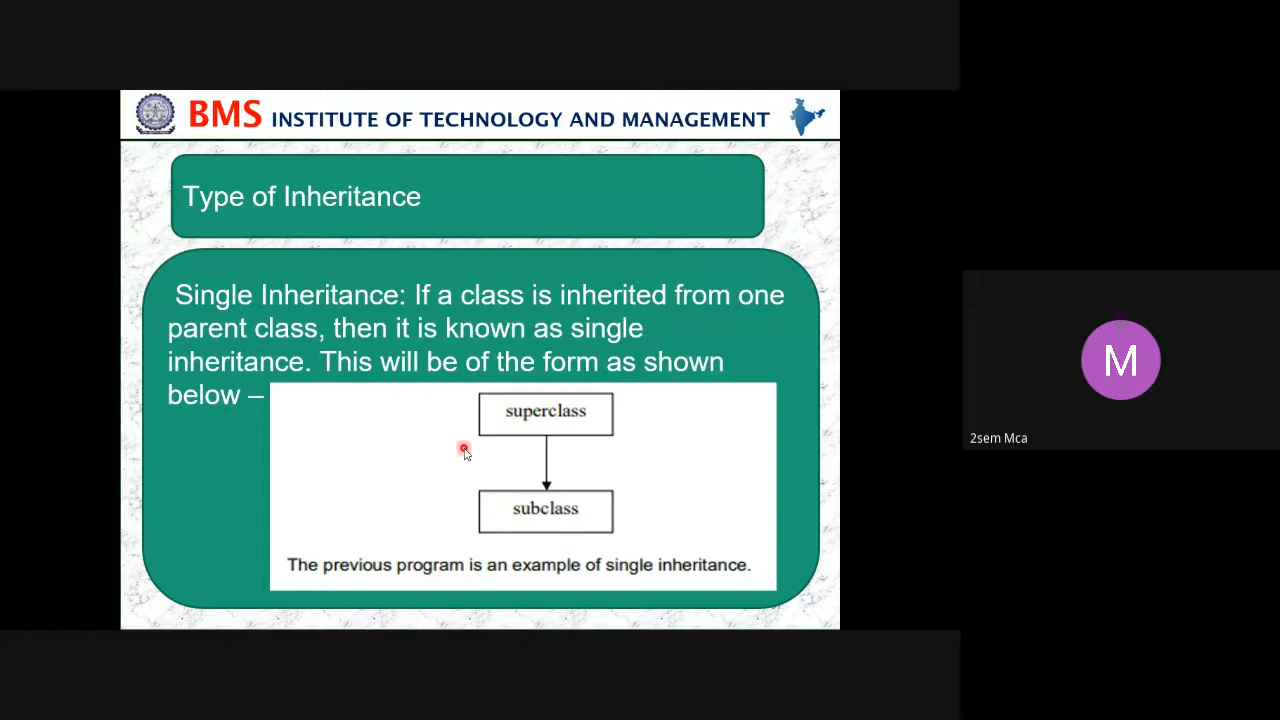 BMS INSTITUTE OF TECHNOLOGY AND MANAGEMENT
Type of Inheritance
Single Inheritance: If a class is inherited from one
parent class, then it is known as single
inheritance. This will be of the form as shown
below –
superclass
subclass
The previous program is an example of single inheritance.
M
2sem Mca